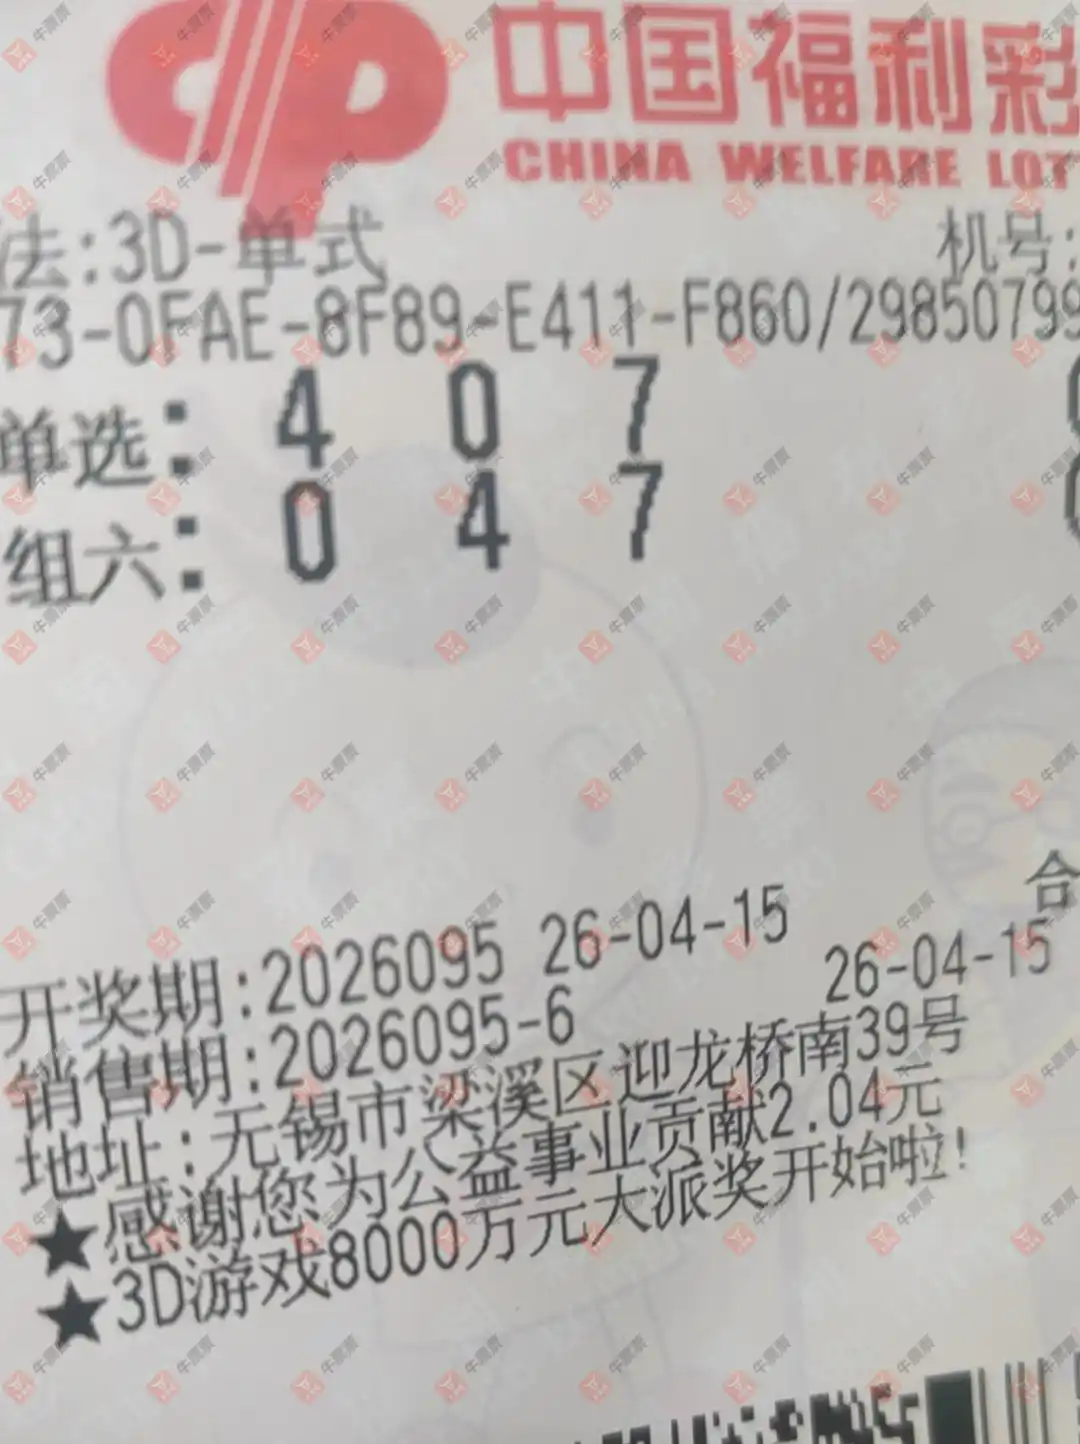 中国福利彩
CHINA WELFARE LOT
法:3D-单式
机号:
73-0FAE-8F89-E411-F860/29850799
单选: 4 0 7
组六: 0 4 7
合
开奖期:2026095 26-04-15
销售期:2026095-6 26-04-15
地址:无锡市梁溪区迎龙桥南39号
★感谢您为公益事业贡献2.04元
★3D游戏8000万元大派奖开始啦!
牛票票